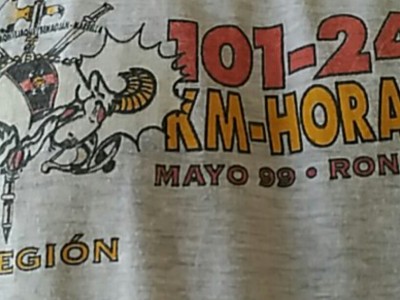 101-24
KM-HORA
MAYO 99 • RON
EGIÓN